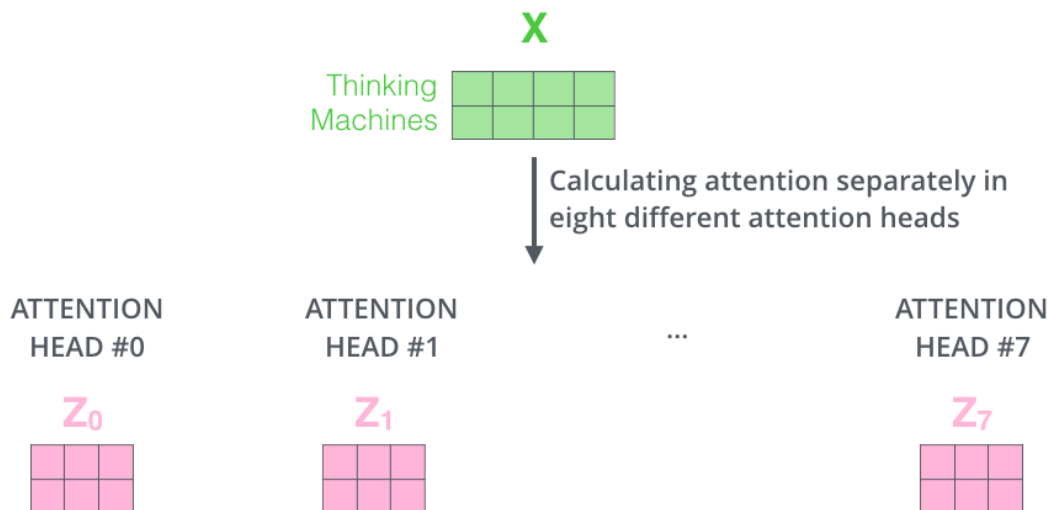 X
Thinking
Machines
Calculating attention separately in
eight different attention heads
ATTENTION
HEAD #0
ATTENTION
HEAD #1
...
ATTENTION
HEAD #7
Z0
Z1
Z7